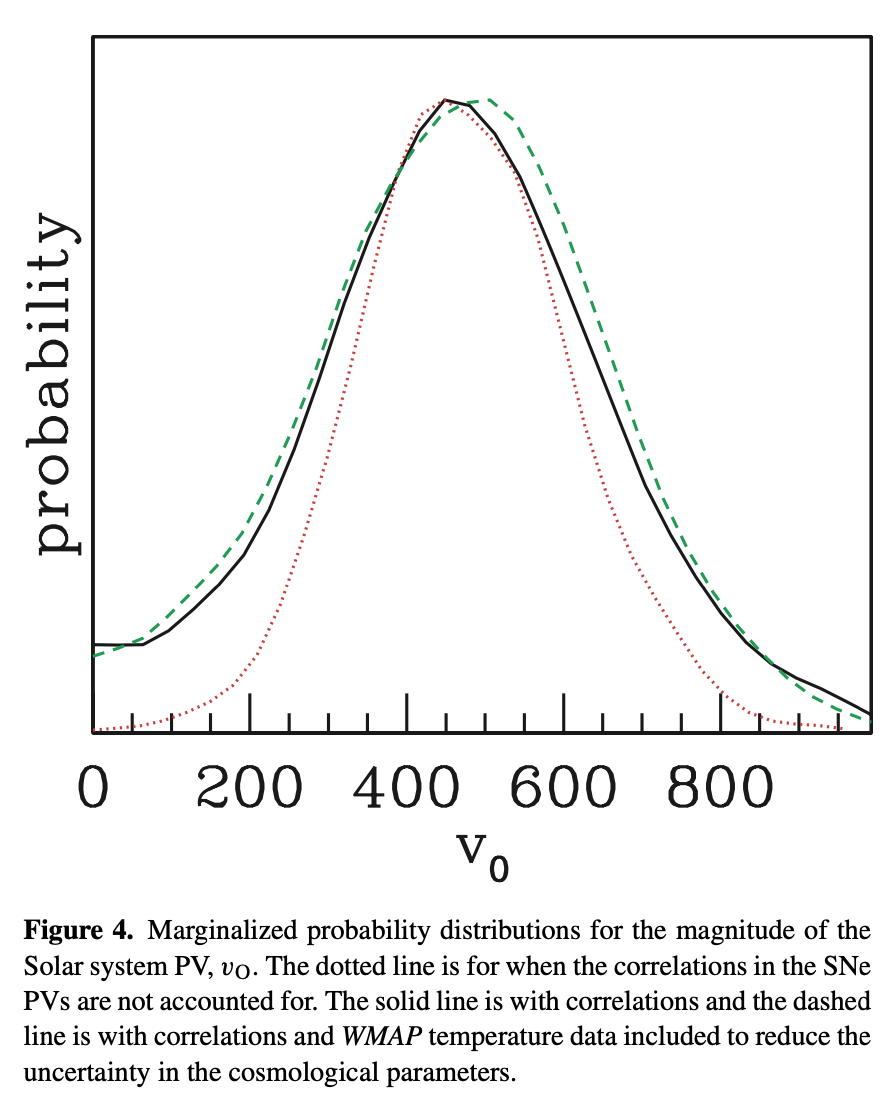 probability
0 200 400 600 800
v0
Figure 4. Marginalized probability distributions for the magnitude of the
Solar system PV, vO. The dotted line is for when the correlations in the SNe
PVs are not accounted for. The solid line is with correlations and the dashed
line is with correlations and WMAP temperature data included to reduce the
uncertainty in the cosmological parameters.